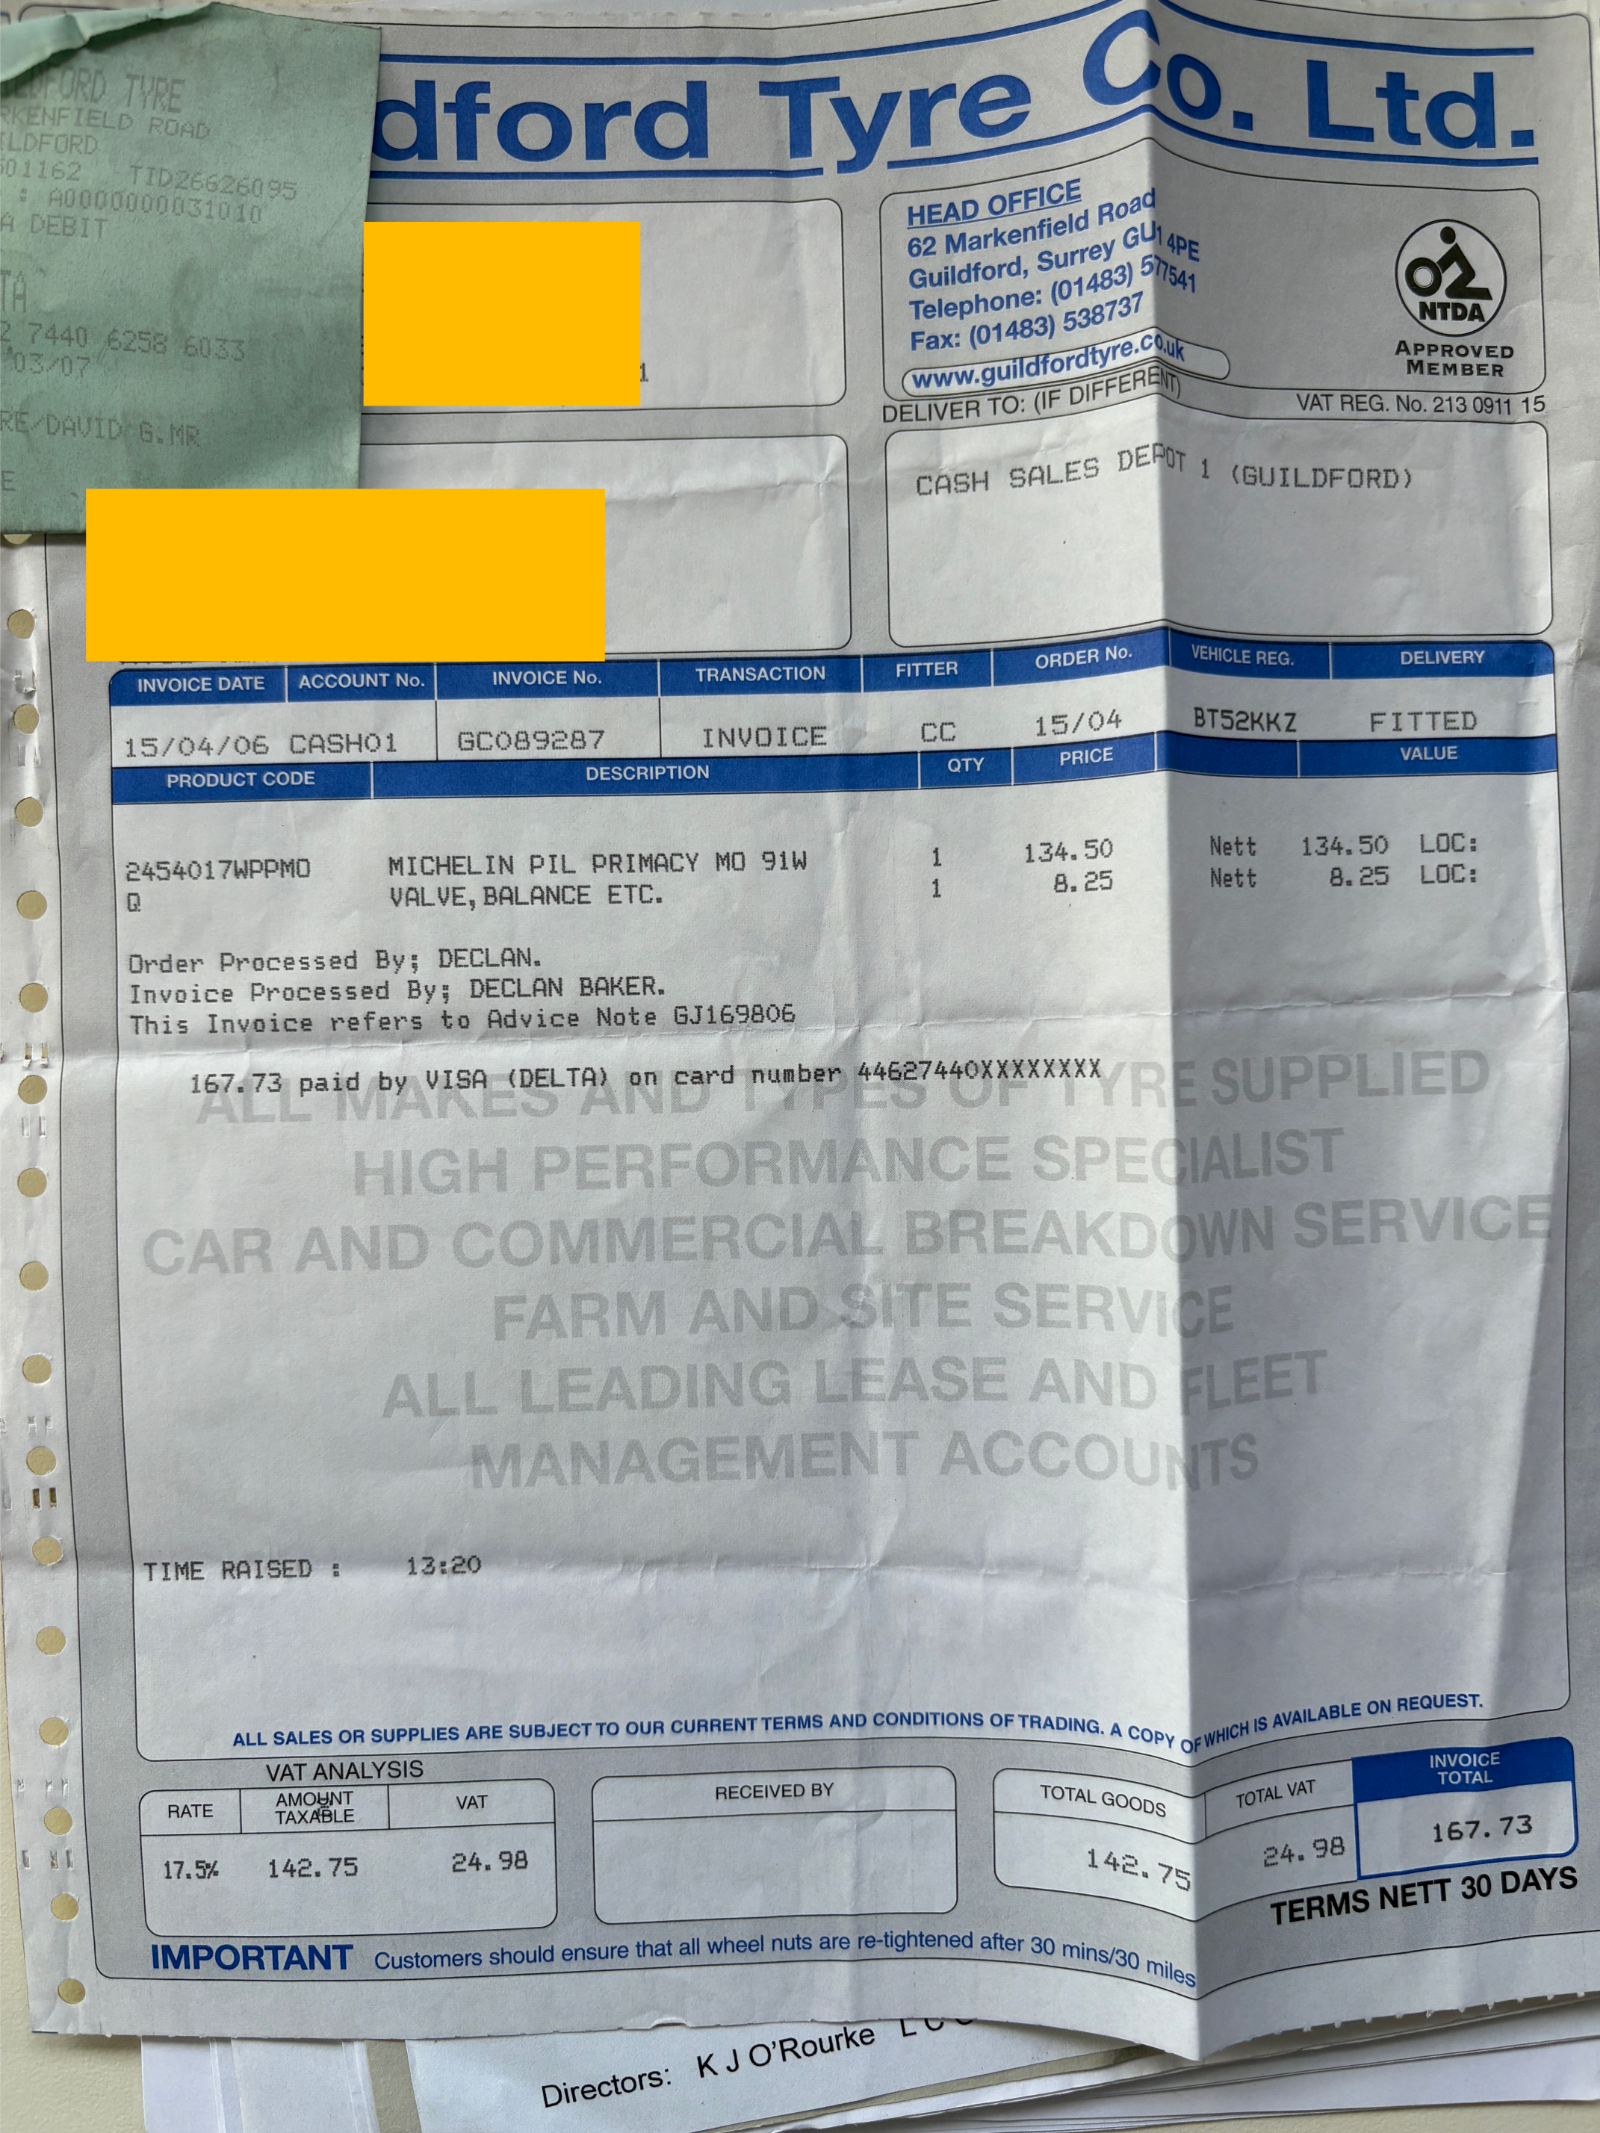 LDFORD TYRE
RKENFIELD ROAD
ILDFORD
501162 TID26626095
: A0000000031010
A DEBIT
TA
2 7440 6258 6033
03/07
RE/DAVID G.MR
E
dford Tyre Co. Ltd.
HEAD OFFICE
62 Markenfield Road
Guildford, Surrey GU1 4PE
Telephone: (01483) 577541
Fax: (01483) 538737
www.guildfordtyre.co.uk
NTDA
APPROVED
MEMBER
1
DELIVER TO: (IF DIFFERENT) VAT REG. No. 213 0911 15
CASH SALES DEPOT 1 (GUILDFORD)
INVOICE DATE ACCOUNT No. INVOICE No. TRANSACTION FITTER ORDER No. VEHICLE REG. DELIVERY
15/04/06 CASH01 GC089287 INVOICE CC 15/04 BT52KKZ FITTED
PRODUCT CODE DESCRIPTION QTY PRICE VALUE
2454017WPPMO MICHELIN PIL PRIMACY MO 91W 1 134.50 Nett 134.50 LOC:
Q VALVE,BALANCE ETC. 1 8.25 Nett 8.25 LOC:
Order Processed By; DECLAN.
Invoice Processed By; DECLAN BAKER.
This Invoice refers to Advice Note GJ169806
167.73 paid by VISA (DELTA) on card number 44627440XXXXXXXX
ALL MAKES AND TYPES OF TYRE SUPPLIED
HIGH PERFORMANCE SPECIALIST
CAR AND COMMERCIAL BREAKDOWN SERVICE
FARM AND SITE SERVICE
ALL LEADING LEASE AND FLEET
MANAGEMENT ACCOUNTS
TIME RAISED : 13:20
ALL SALES OR SUPPLIES ARE SUBJECT TO OUR CURRENT TERMS AND CONDITIONS OF TRADING. A COPY OF WHICH IS AVAILABLE ON REQUEST.
VAT ANALYSIS
RATE AMOUNT TAXABLE VAT
17.5% 142.75 24.98
RECEIVED BY
TOTAL GOODS TOTAL VAT INVOICE TOTAL
142.75 24.98 167.73
TERMS NETT 30 DAYS
IMPORTANT Customers should ensure that all wheel nuts are re-tightened after 30 mins/30 miles
Directors: K J O'Rourke